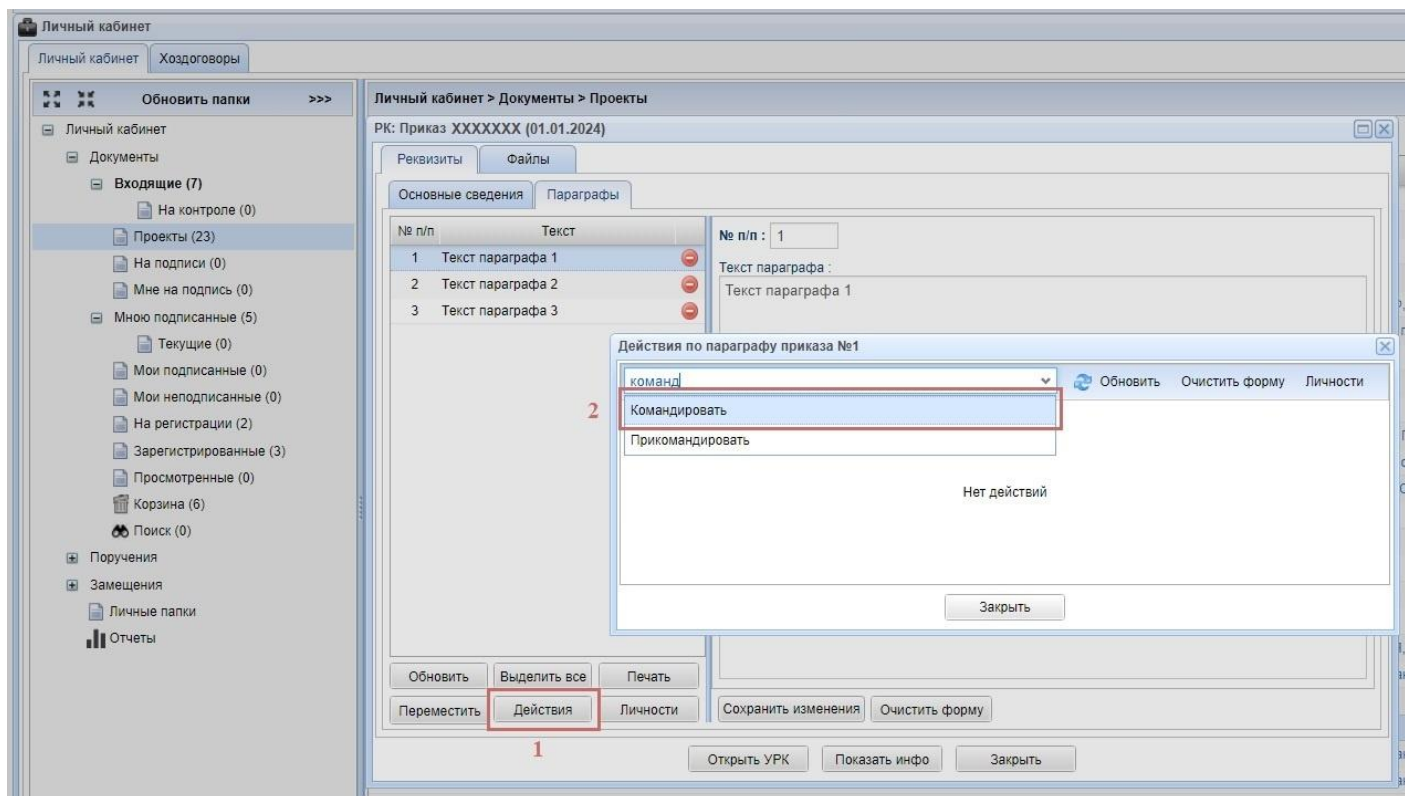 Личный кабинет
Личный кабинет Хоздоговоры
Обновить папки >>>
Личный кабинет
Документы
Входящие (7)
На контроле (0)
Проекты (23)
На подписи (0)
Мне на подпись (0)
Мною подписанные (5)
Текущие (0)
Мои подписанные (0)
Мои неподписанные (0)
На регистрации (2)
Зарегистрированные (3)
Просмотренные (0)
Корзина (6)
Поиск (0)
Поручения
Замещения
Личные папки
Отчеты
Личный кабинет > Документы > Проекты
РК: Приказ XXXXXXX (01.01.2024)
Реквизиты Файлы
Основные сведения Параграфы
№ п/п Текст
1 Текст параграфа 1
2 Текст параграфа 2
3 Текст параграфа 3
№ п/п : 1
Текст параграфа :
Текст параграфа 1
Действия по параграфу приказа №1
команд Обновить Очистить форму Личности
2 Командировать
Прикомандировать
Нет действий
Закрыть
Обновить Выделить все Печать
Переместить Действия Личности
1
Сохранить изменения Очистить форму
Открыть УРК Показать инфо Закрыть